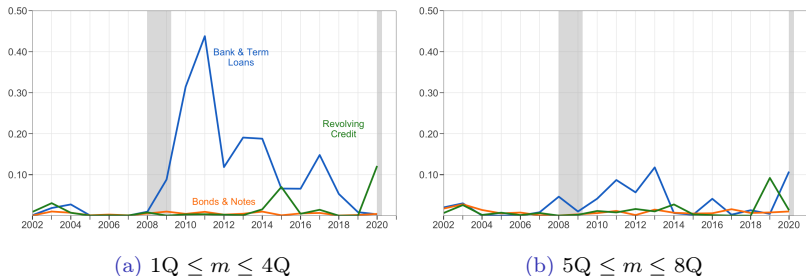 0.50
0.40
0.30
0.20
0.10
2002 2004 2006 2008 2010 2012 2014 2016 2018 2020
Bank & Term
Loans
Revolving
Credit
Bonds & Notes
(a) 1Q ≤ m ≤ 4Q
0.50
0.40
0.30
0.20
0.10
2002 2004 2006 2008 2010 2012 2014 2016 2018 2020
(b) 5Q ≤ m ≤ 8Q